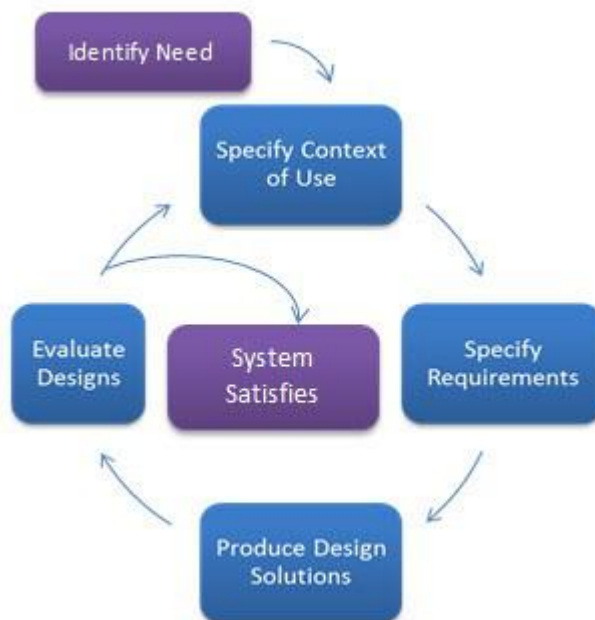 Identify Need
Specify Context
of Use
Specify
Requirements
Produce Design
Solutions
Evaluate
Designs
System
Satisfies